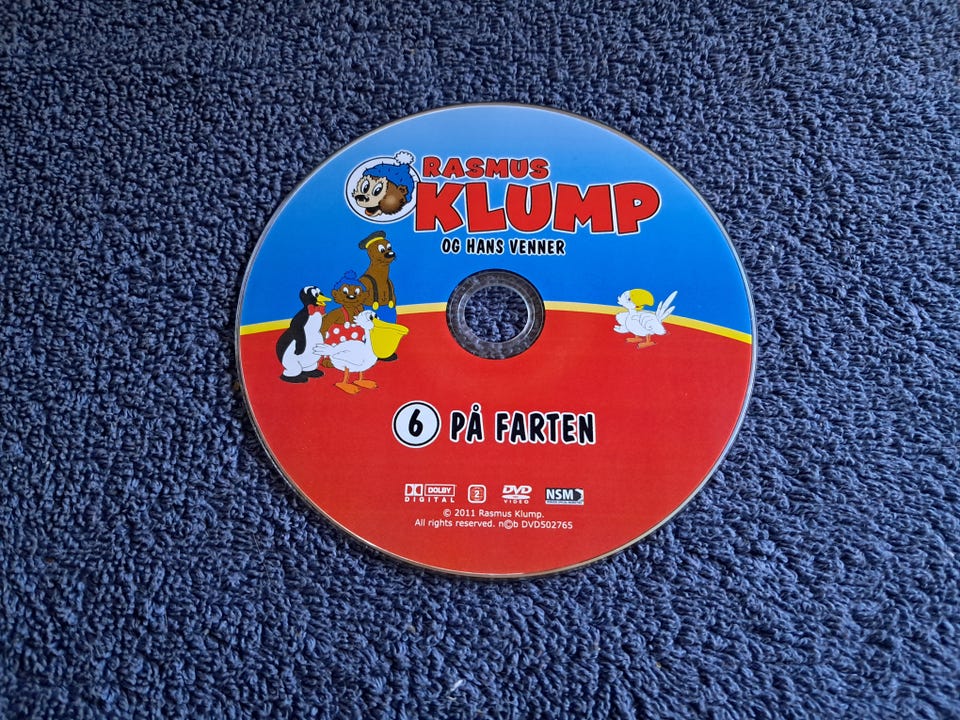 RASMUS
KLUMP
OG HANS VENNER
6 PÅ FARTEN
DOLBY
DIGITAL
2
DVD
VIDEO
NSM
© 2011 Rasmus Klump.
All rights reserved. n©b DVD502765